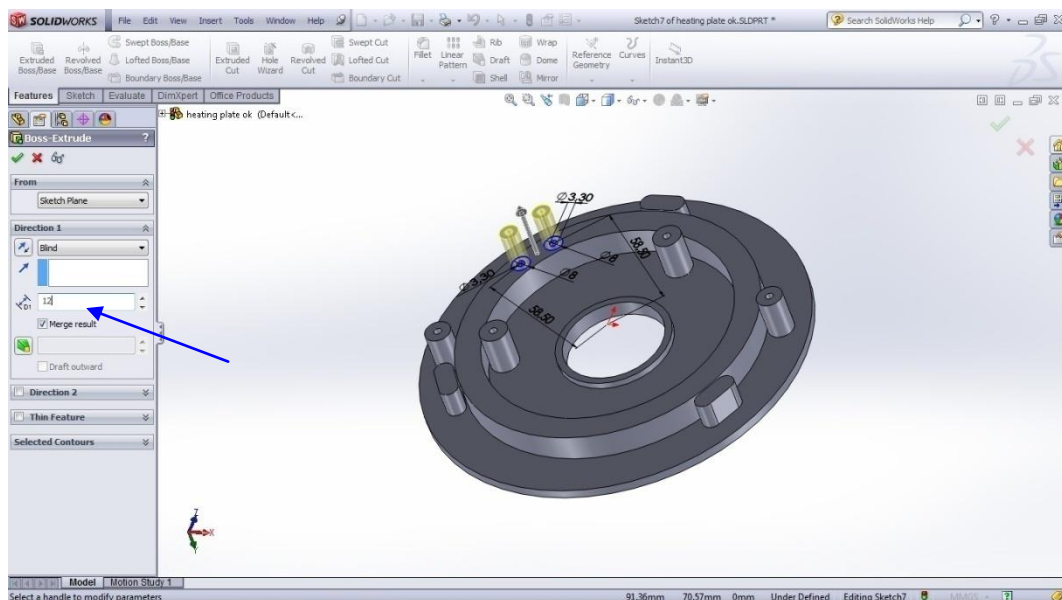 SOLIDWORKS File Edit View Insert Tools Window Help Sketch7 of heating plate ok.SLDPRT * Search SolidWorks Help
Extruded Boss/Base
Revolved Boss/Base
Swept Boss/Base
Lofted Boss/Base
Boundary Boss/Base
Extruded Cut
Hole Wizard
Revolved Cut
Swept Cut
Lofted Cut
Boundary Cut
Fillet
Linear Pattern
Rib
Draft
Shell
Wrap
Dome
Mirror
Reference Geometry
Curves
Instant3D
Features Sketch Evaluate DimXpert Office Products
heating plate ok (Default<...
Boss-Extrude ?
From
Sketch Plane
Direction 1
Blind
D1 12
Merge result
Draft outward
Direction 2
Thin Feature
Selected Contours
Ø3,30
58,50
Ø8
Ø3,30
Ø8
58,50
Z
X
Y
Model Motion Study 1
Select a handle to modify parameters 91.36mm 70.57mm 0mm Under Defined Editing Sketch7 MMGS ?